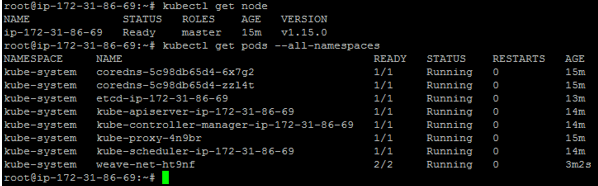 root@ip-172-31-86-69:~# kubectl get node
NAME STATUS ROLES AGE VERSION
ip-172-31-86-69 Ready master 15m v1.15.0
root@ip-172-31-86-69:~# kubectl get pods --all-namespaces
NAMESPACE NAME READY STATUS RESTARTS AGE
kube-system coredns-5c98db65d4-6x7g2 1/1 Running 0 15m
kube-system coredns-5c98db65d4-zzl4t 1/1 Running 0 15m
kube-system etcd-ip-172-31-86-69 1/1 Running 0 13m
kube-system kube-apiserver-ip-172-31-86-69 1/1 Running 0 14m
kube-system kube-controller-manager-ip-172-31-86-69 1/1 Running 0 14m
kube-system kube-proxy-4n9br 1/1 Running 0 15m
kube-system kube-scheduler-ip-172-31-86-69 1/1 Running 0 14m
kube-system weave-net-ht9nf 2/2 Running 0 3m2s
root@ip-172-31-86-69:~#